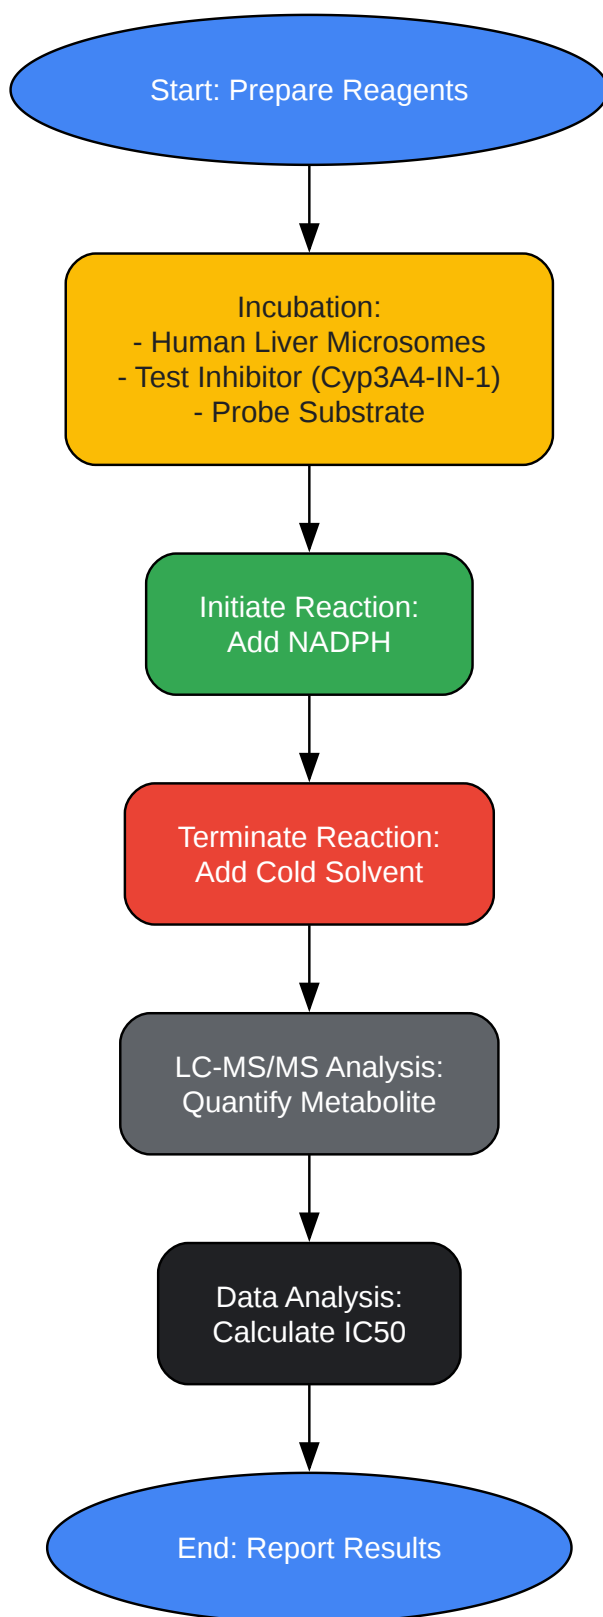 Start: Prepare Reagents
Incubation:
- Human Liver Microsomes
- Test Inhibitor (Cyp3A4-IN-1)
- Probe Substrate
Initiate Reaction:
Add NADPH
Terminate Reaction:
Add Cold Solvent
LC-MS/MS Analysis:
Quantify Metabolite
Data Analysis:
Calculate IC50
End: Report Results